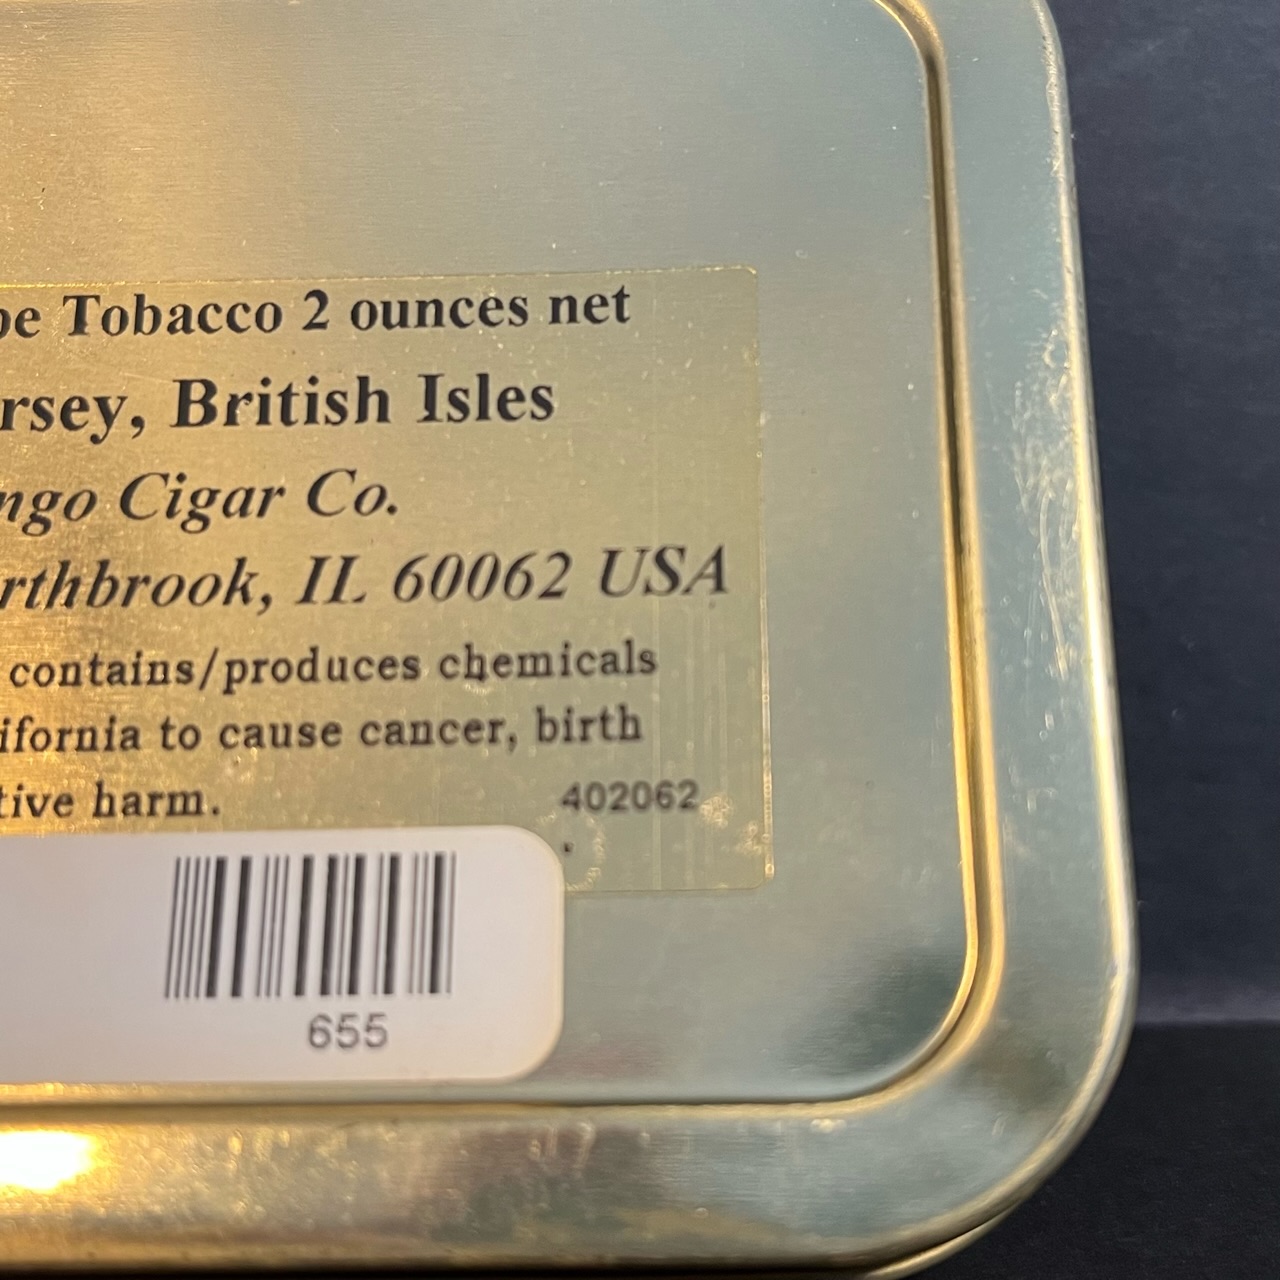 pe Tobacco 2 ounces net
rsey, British Isles
ngo Cigar Co.
rthbrook, IL 60062 USA
contains/produces chemicals
ifornia to cause cancer, birth
tive harm. 402062
655